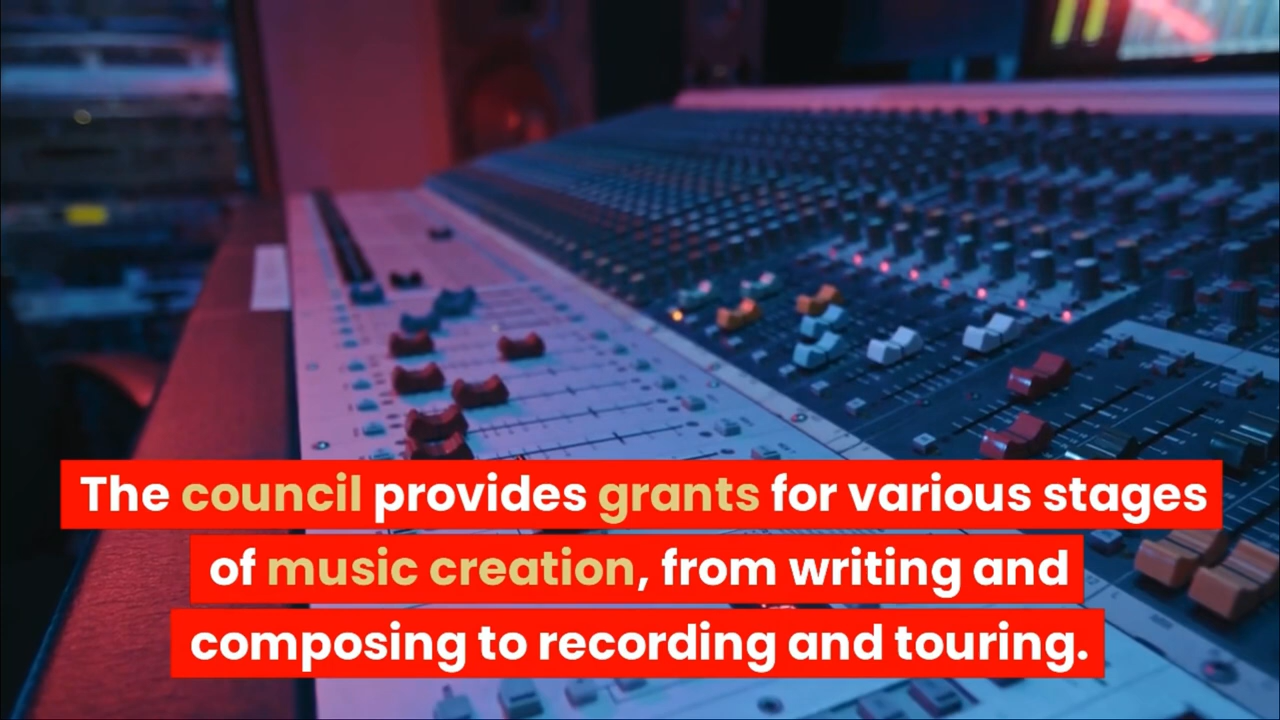 The council provides grants for various stages
of music creation, from writing and
composing to recording and touring.